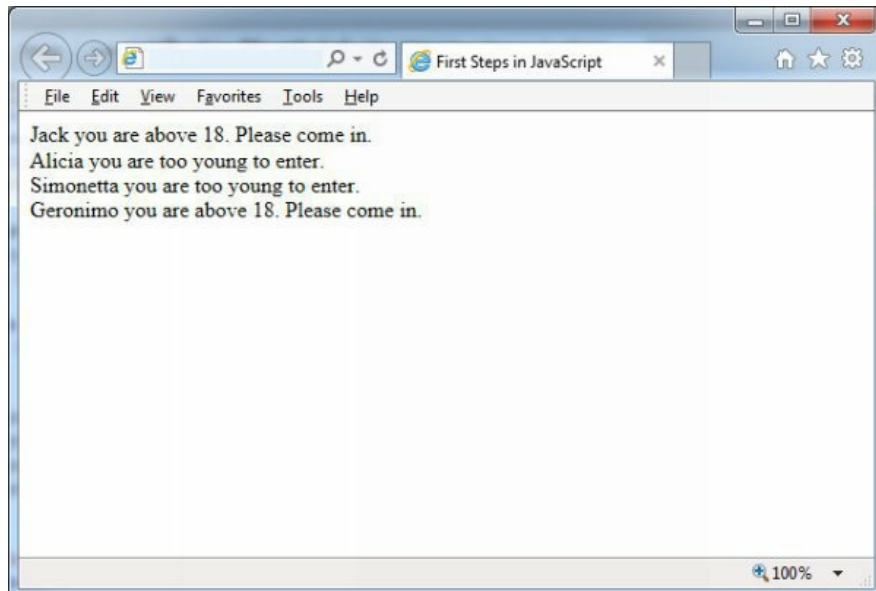 First Steps in JavaScript
File Edit View Favorites Tools Help
Jack you are above 18. Please come in.
Alicia you are too young to enter.
Simonetta you are too young to enter.
Geronimo you are above 18. Please come in.
100%